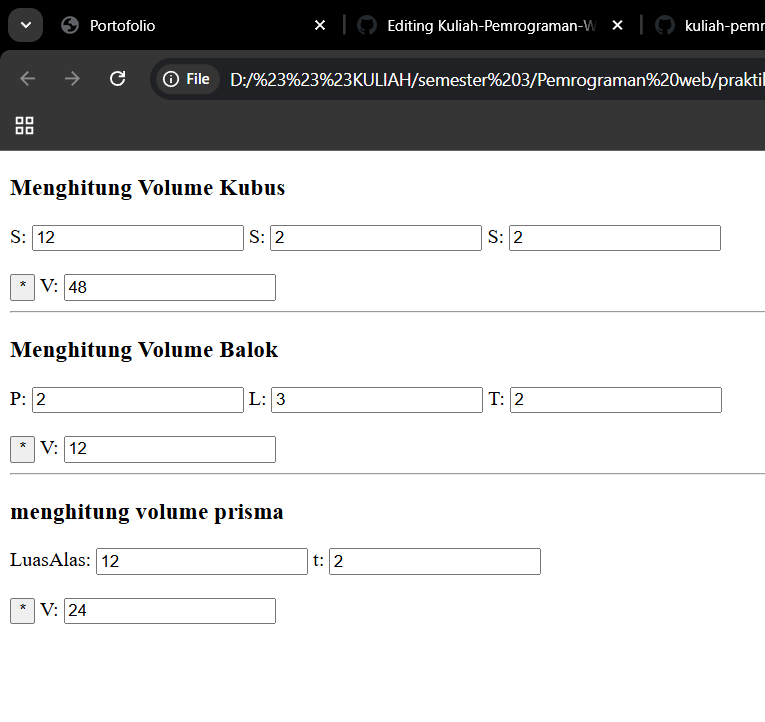 Portofolio Editing Kuliah-Pemrograman-W kuliah-pemr
File D:/%23%23%23KULIAH/semester%203/Pemrograman%20web/praktil
Menghitung Volume Kubus
S: 12 S: 2 S: 2
* V: 48
Menghitung Volume Balok
P: 2 L: 3 T: 2
* V: 12
menghitung volume prisma
LuasAlas: 12 t: 2
* V: 24